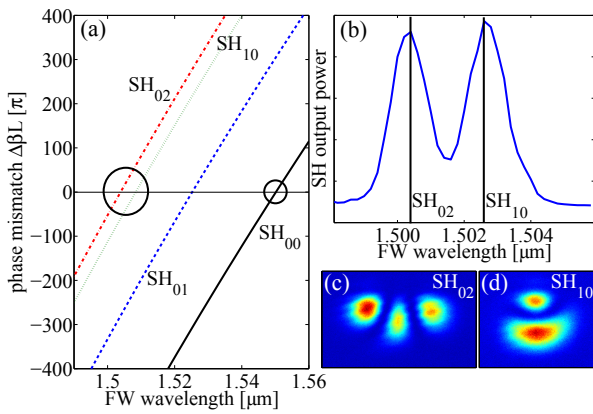 (a)
400
300
200
100
0
−100
−200
−300
−400
phase mismatch ΔβL [π]
SH02
SH10
SH01
SH00
1.5
1.52
1.54
1.56
FW wavelength [μm]
(b)
SH output power
SH02
SH10
1.500
1.502
1.504
FW wavelength [μm]
(c)
SH02
(d)
SH10